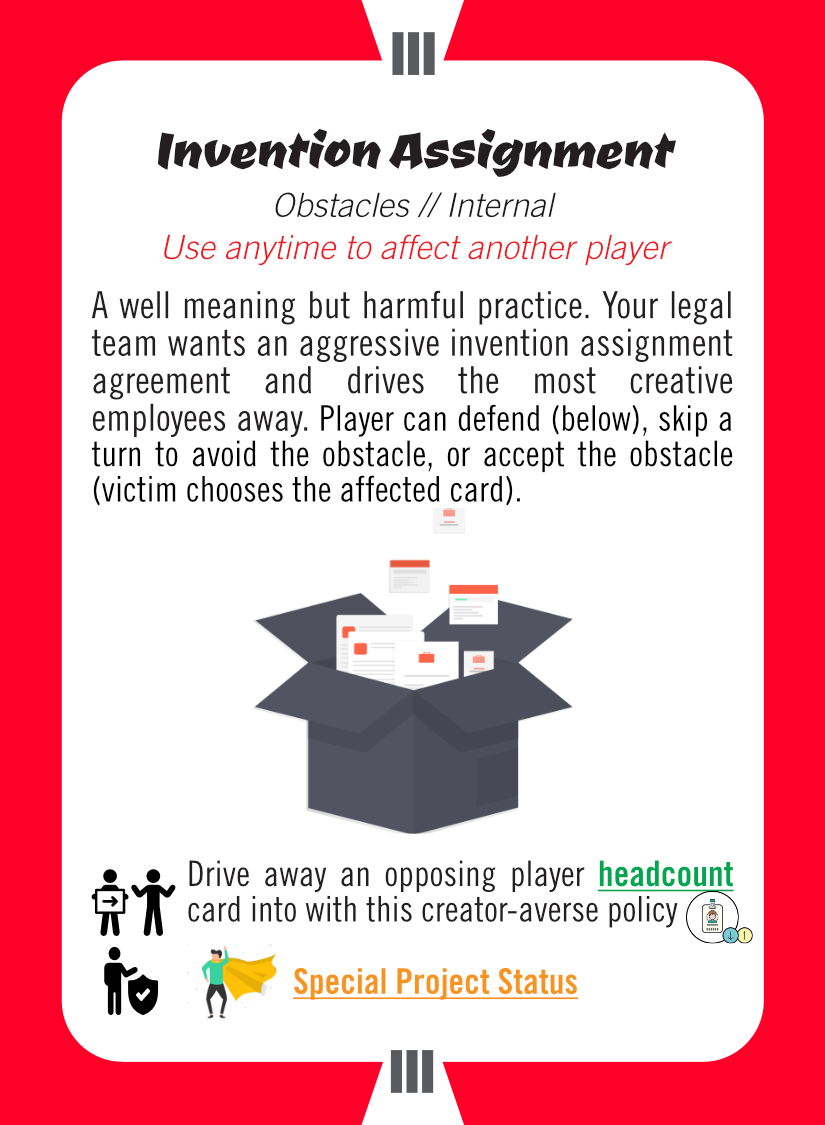 III
Invention Assignment
Obstacles // Internal
Use anytime to affect another player
A well meaning but harmful practice. Your legal
team wants an aggressive invention assignment
agreement and drives the most creative
employees away. Player can defend (below), skip a
turn to avoid the obstacle, or accept the obstacle
(victim chooses the affected card).
Drive away an opposing player headcount
card into with this creator-averse policy
Special Project Status
III